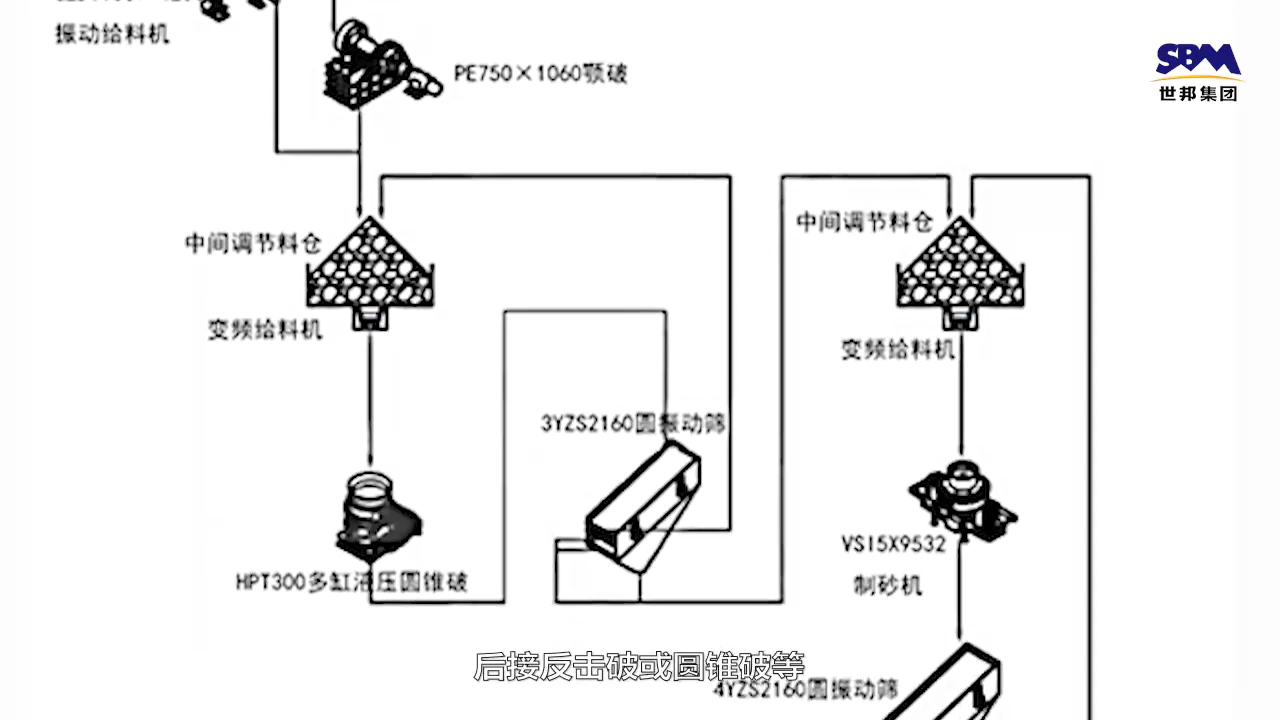 振动给料机
PE750×1060颚破
SBM
世邦集团
中间调节料仓
变频给料机
3YZS2160圆振动筛
HPT300多缸液压圆锥破
中间调节料仓
变频给料机
VSI5X9532
制砂机
后接反击破或圆锥破等
4YZS2160圆振动筛